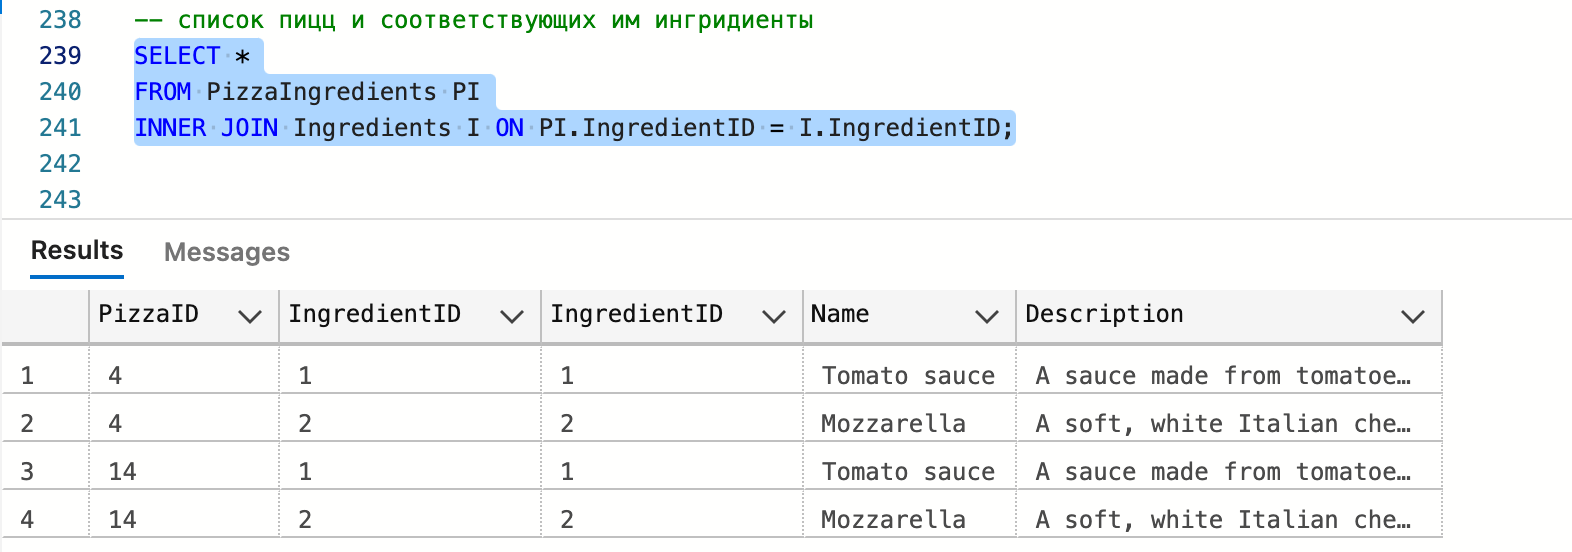 238 -- список пицц и соответствующих им ингридиенты
239 SELECT *
240 FROM PizzaIngredients PI
241 INNER JOIN Ingredients I ON PI.IngredientID = I.IngredientID;
242
243
Results Messages
PizzaID IngredientID IngredientID Name Description
1 4 1 1 Tomato sauce A sauce made from tomatoe…
2 4 2 2 Mozzarella A soft, white Italian che…
3 14 1 1 Tomato sauce A sauce made from tomatoe…
4 14 2 2 Mozzarella A soft, white Italian che…